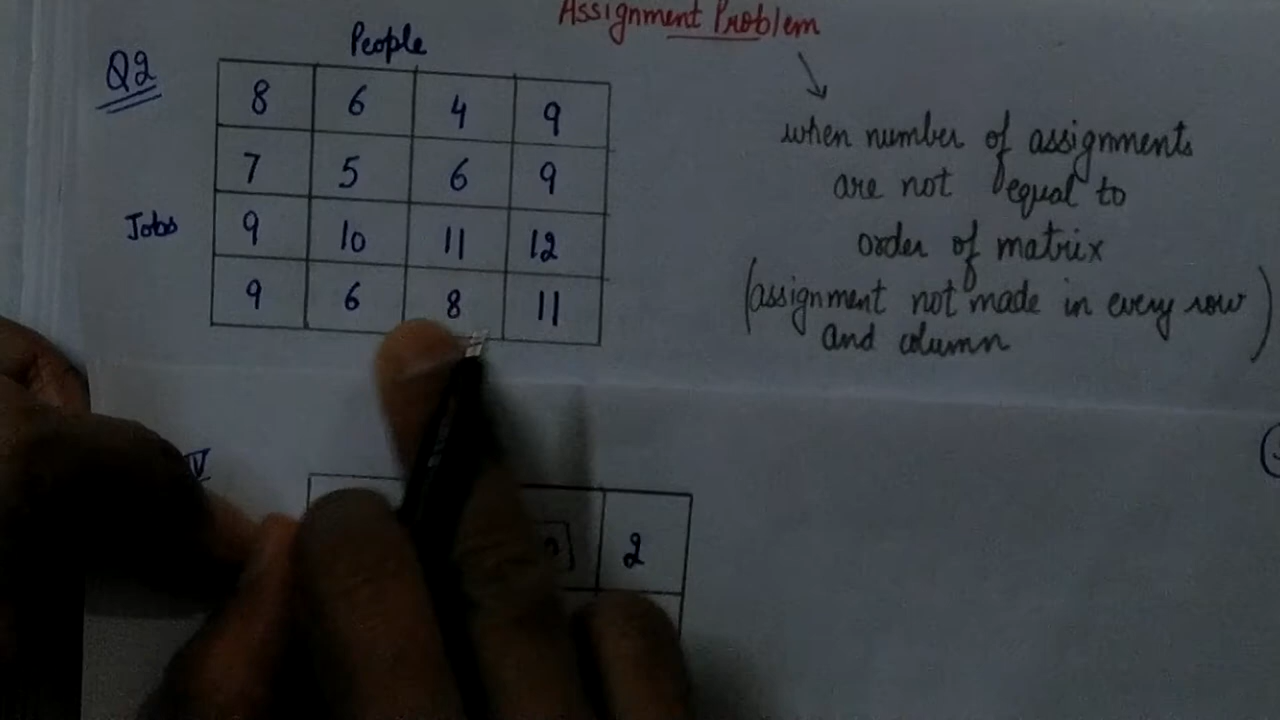 Assignment Problem
People
Q2
8 6 4 9
7 5 6 9
Jobs
9 10 11 12
9 6 8 11
when number of assignments
are not equal to
order of matrix
(assignment not made in every row
and column)
IV
2